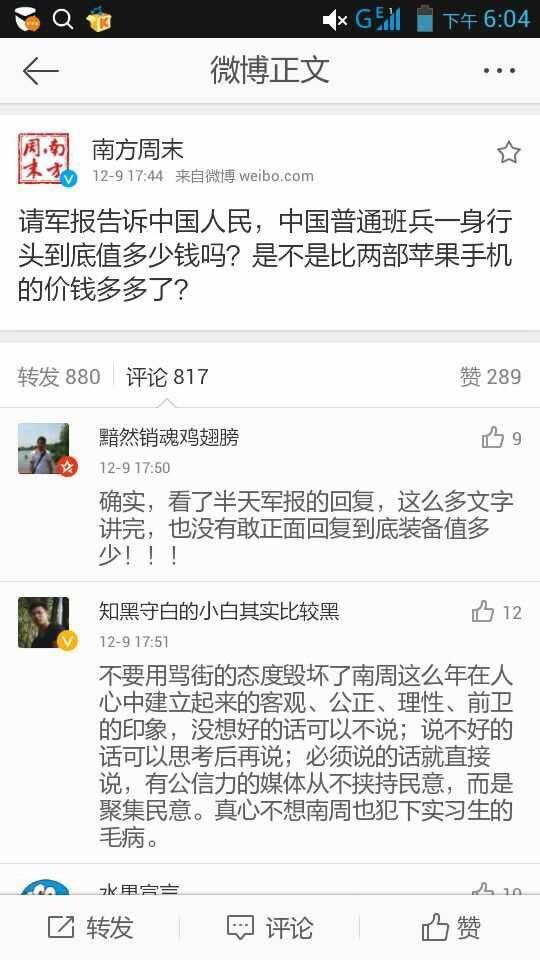 下午 6:04
微博正文
南方周末
12-9 17:44 来自微博 weibo.com
请军报告诉中国人民，中国普通班兵一身行
头到底值多少钱吗？是不是比两部苹果手机
的价钱多多了？
转发 880 评论 817 赞 289
黯然销魂鸡翅膀 9
12-9 17:50
确实，看了半天军报的回复，这么多文字
讲完，也没有敢正面回复到底装备值多
少！！！
知黑守白的小白其实比较黑 12
12-9 17:51
不要用骂街的态度毁坏了南周这么年在人
心中建立起来的客观、公正、理性、前卫
的印象，没想好的话可以不说；说不好的
话可以思考后再说；必须说的话就直接
说，有公信力的媒体从不挟持民意，而是
聚集民意。真心不想南周也犯下实习生的
毛病。
转发 评论 赞